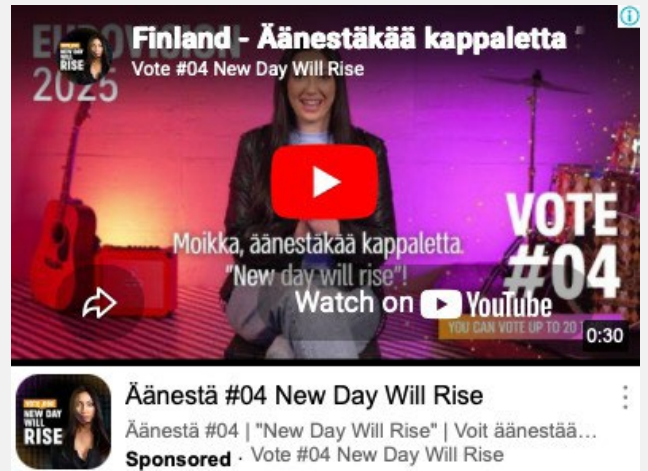 EUROVISION
2025
Finland - Äänestäkää kappaletta
Vote #04 New Day Will Rise
RISE
VOTE
#04
Moikka, äänestäkää kappaletta.
"New day will rise"!
Watch on YouTube
YOU CAN VOTE UP TO 20
0:30
NEW DAY
WILL
RISE
Äänestä #04 New Day Will Rise
Äänestä #04 | "New Day Will Rise" | Voit äänestää…
Sponsored · Vote #04 New Day Will Rise